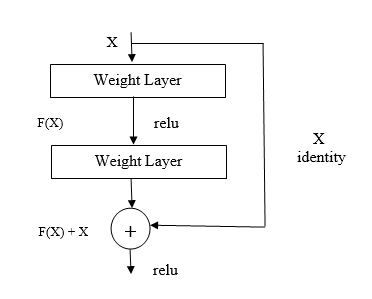 X
Weight Layer
F(X)
relu
X
identity
Weight Layer
F(X) + X
+
relu